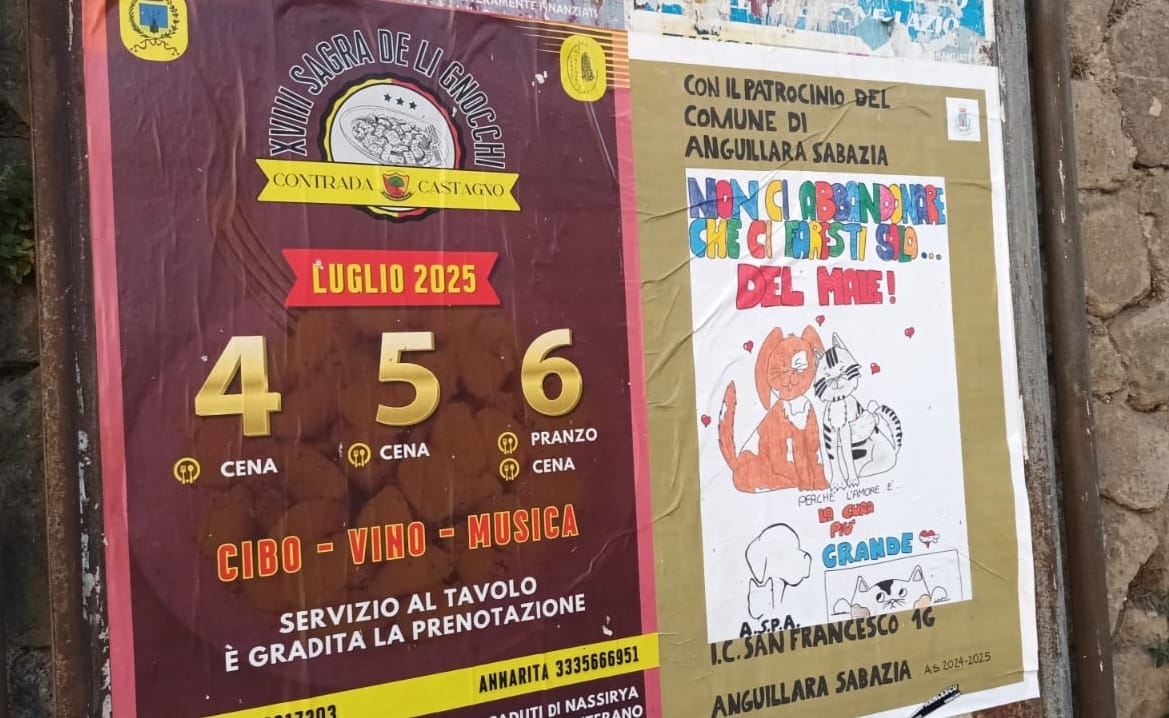 XVIII SAGRA DE LI GNOCCHI
CONTRADA CASTAGNO
LUGLIO 2025
4 5 6
CENA
CENA
PRANZO
CENA
CIBO - VINO - MUSICA
SERVIZIO AL TAVOLO
È GRADITA LA PRENOTAZIONE
ANNARITA 3335666951
DI NASSIRYA
CON IL PATROCINIO DEL
COMUNE DI
ANGUILLARA SABAZIA
NON CI ABBANDONARE
CHE CI FARESTI SOLO...
DEL MALE!
PERCHÈ L'AMORE È...
LA CURA
PIU'
GRANDE
A.S.P.A.
I.C. SAN FRANCESCO 1G
ANGUILLARA SABAZIA A.S. 2024-2025